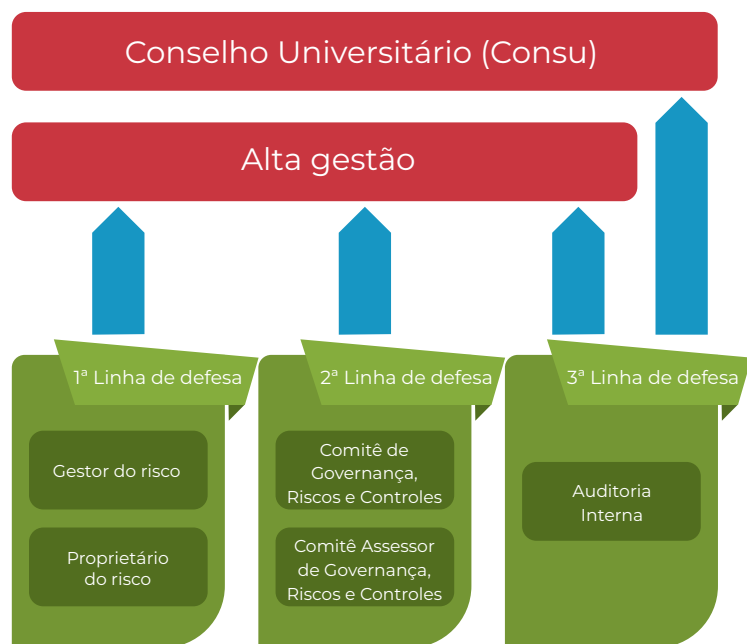 Conselho Universitário (Consu)
Alta gestão
1ª Linha de defesa
Gestor do risco
Proprietário
do risco
2ª Linha de defesa
Comitê de
Governança,
Riscos e Controles
Comitê Assessor
de Governança,
Riscos e Controles
3ª Linha de defesa
Auditoria
Interna